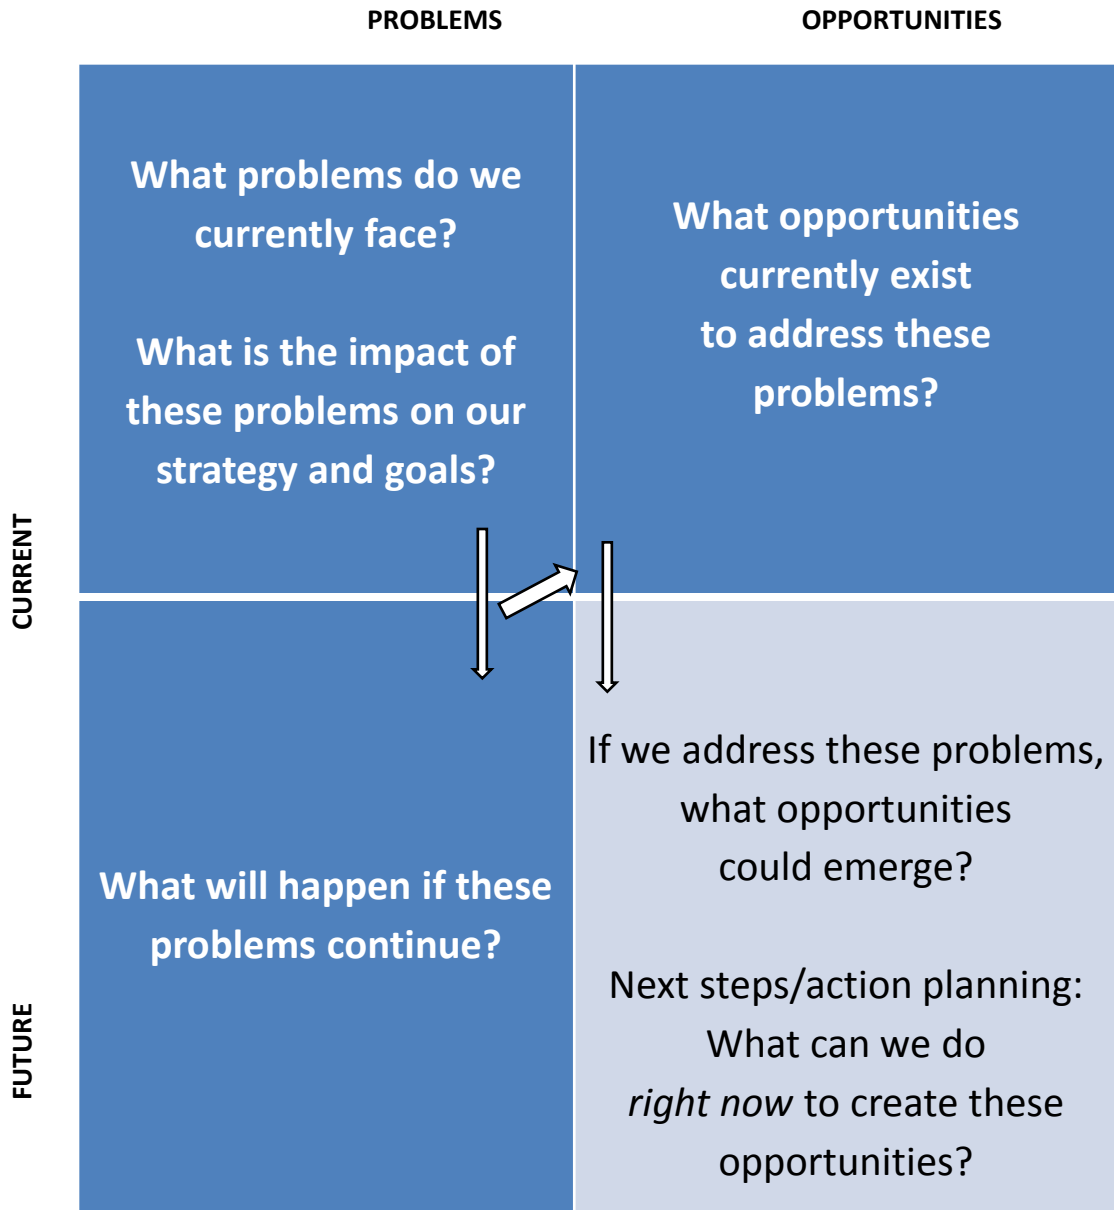 PROBLEMS
OPPORTUNITIES
CURRENT
What problems do we
currently face?
What is the impact of
these problems on our
strategy and goals?
What opportunities
currently exist
to address these
problems?
FUTURE
What will happen if these
problems continue?
If we address these problems,
what opportunities
could emerge?
Next steps/action planning:
What can we do
right now to create these
opportunities?